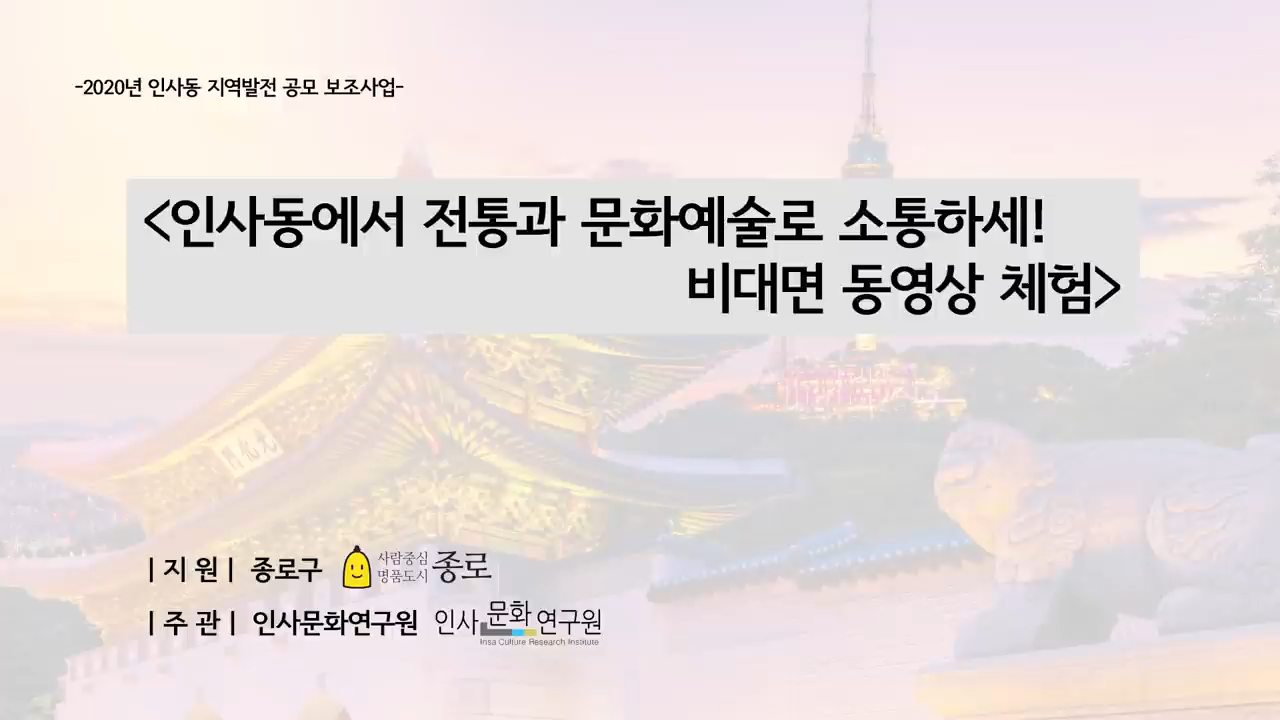 -2020년 인사동 지역발전 공모 보조사업-
<인사동에서 전통과 문화예술로 소통하세!
비대면 동영상 체험>
| 지 원 | 종로구 사람중심 명품도시 종로
| 주 관 | 인사문화연구원 인사문화연구원
Insa Culture Research Institute